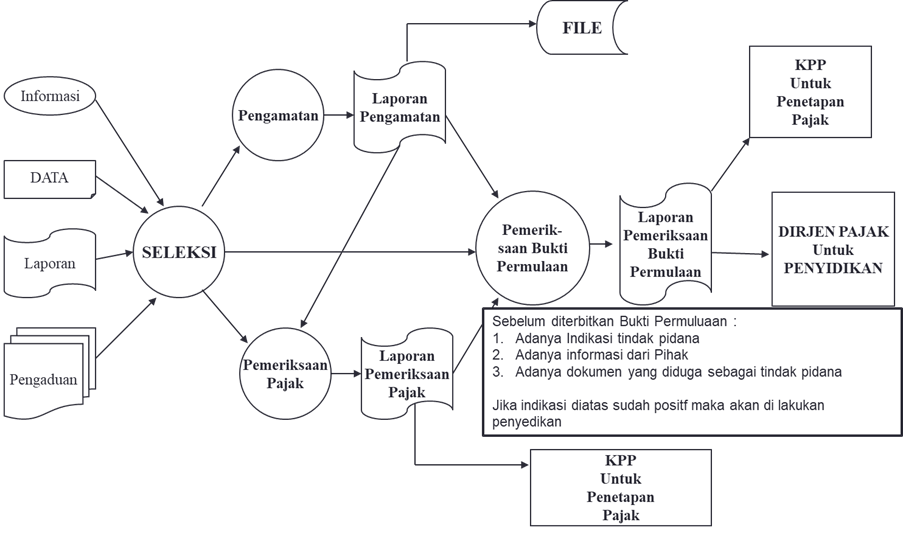 FILE
KPP
Untuk
Penetapan
Pajak
Informasi
Pengamatan
Laporan
Pengamatan
DATA
SELEKSI
Pemerik-
saan Bukti
Permulaan
Laporan
Pemeriksaan
Bukti
Permulaan
DIRJEN PAJAK
Untuk
PENYIDIKAN
Laporan
Pengaduan
Pemeriksaan
Pajak
Laporan
Pemeriksaan
Pajak
Sebelum diterbitkan Bukti Permuluaan :
1. Adanya Indikasi tindak pidana
2. Adanya informasi dari Pihak
3. Adanya dokumen yang diduga sebagai tindak pidana
Jika indikasi diatas sudah positf maka akan di lakukan
penyedikan
KPP
Untuk
Penetapan
Pajak